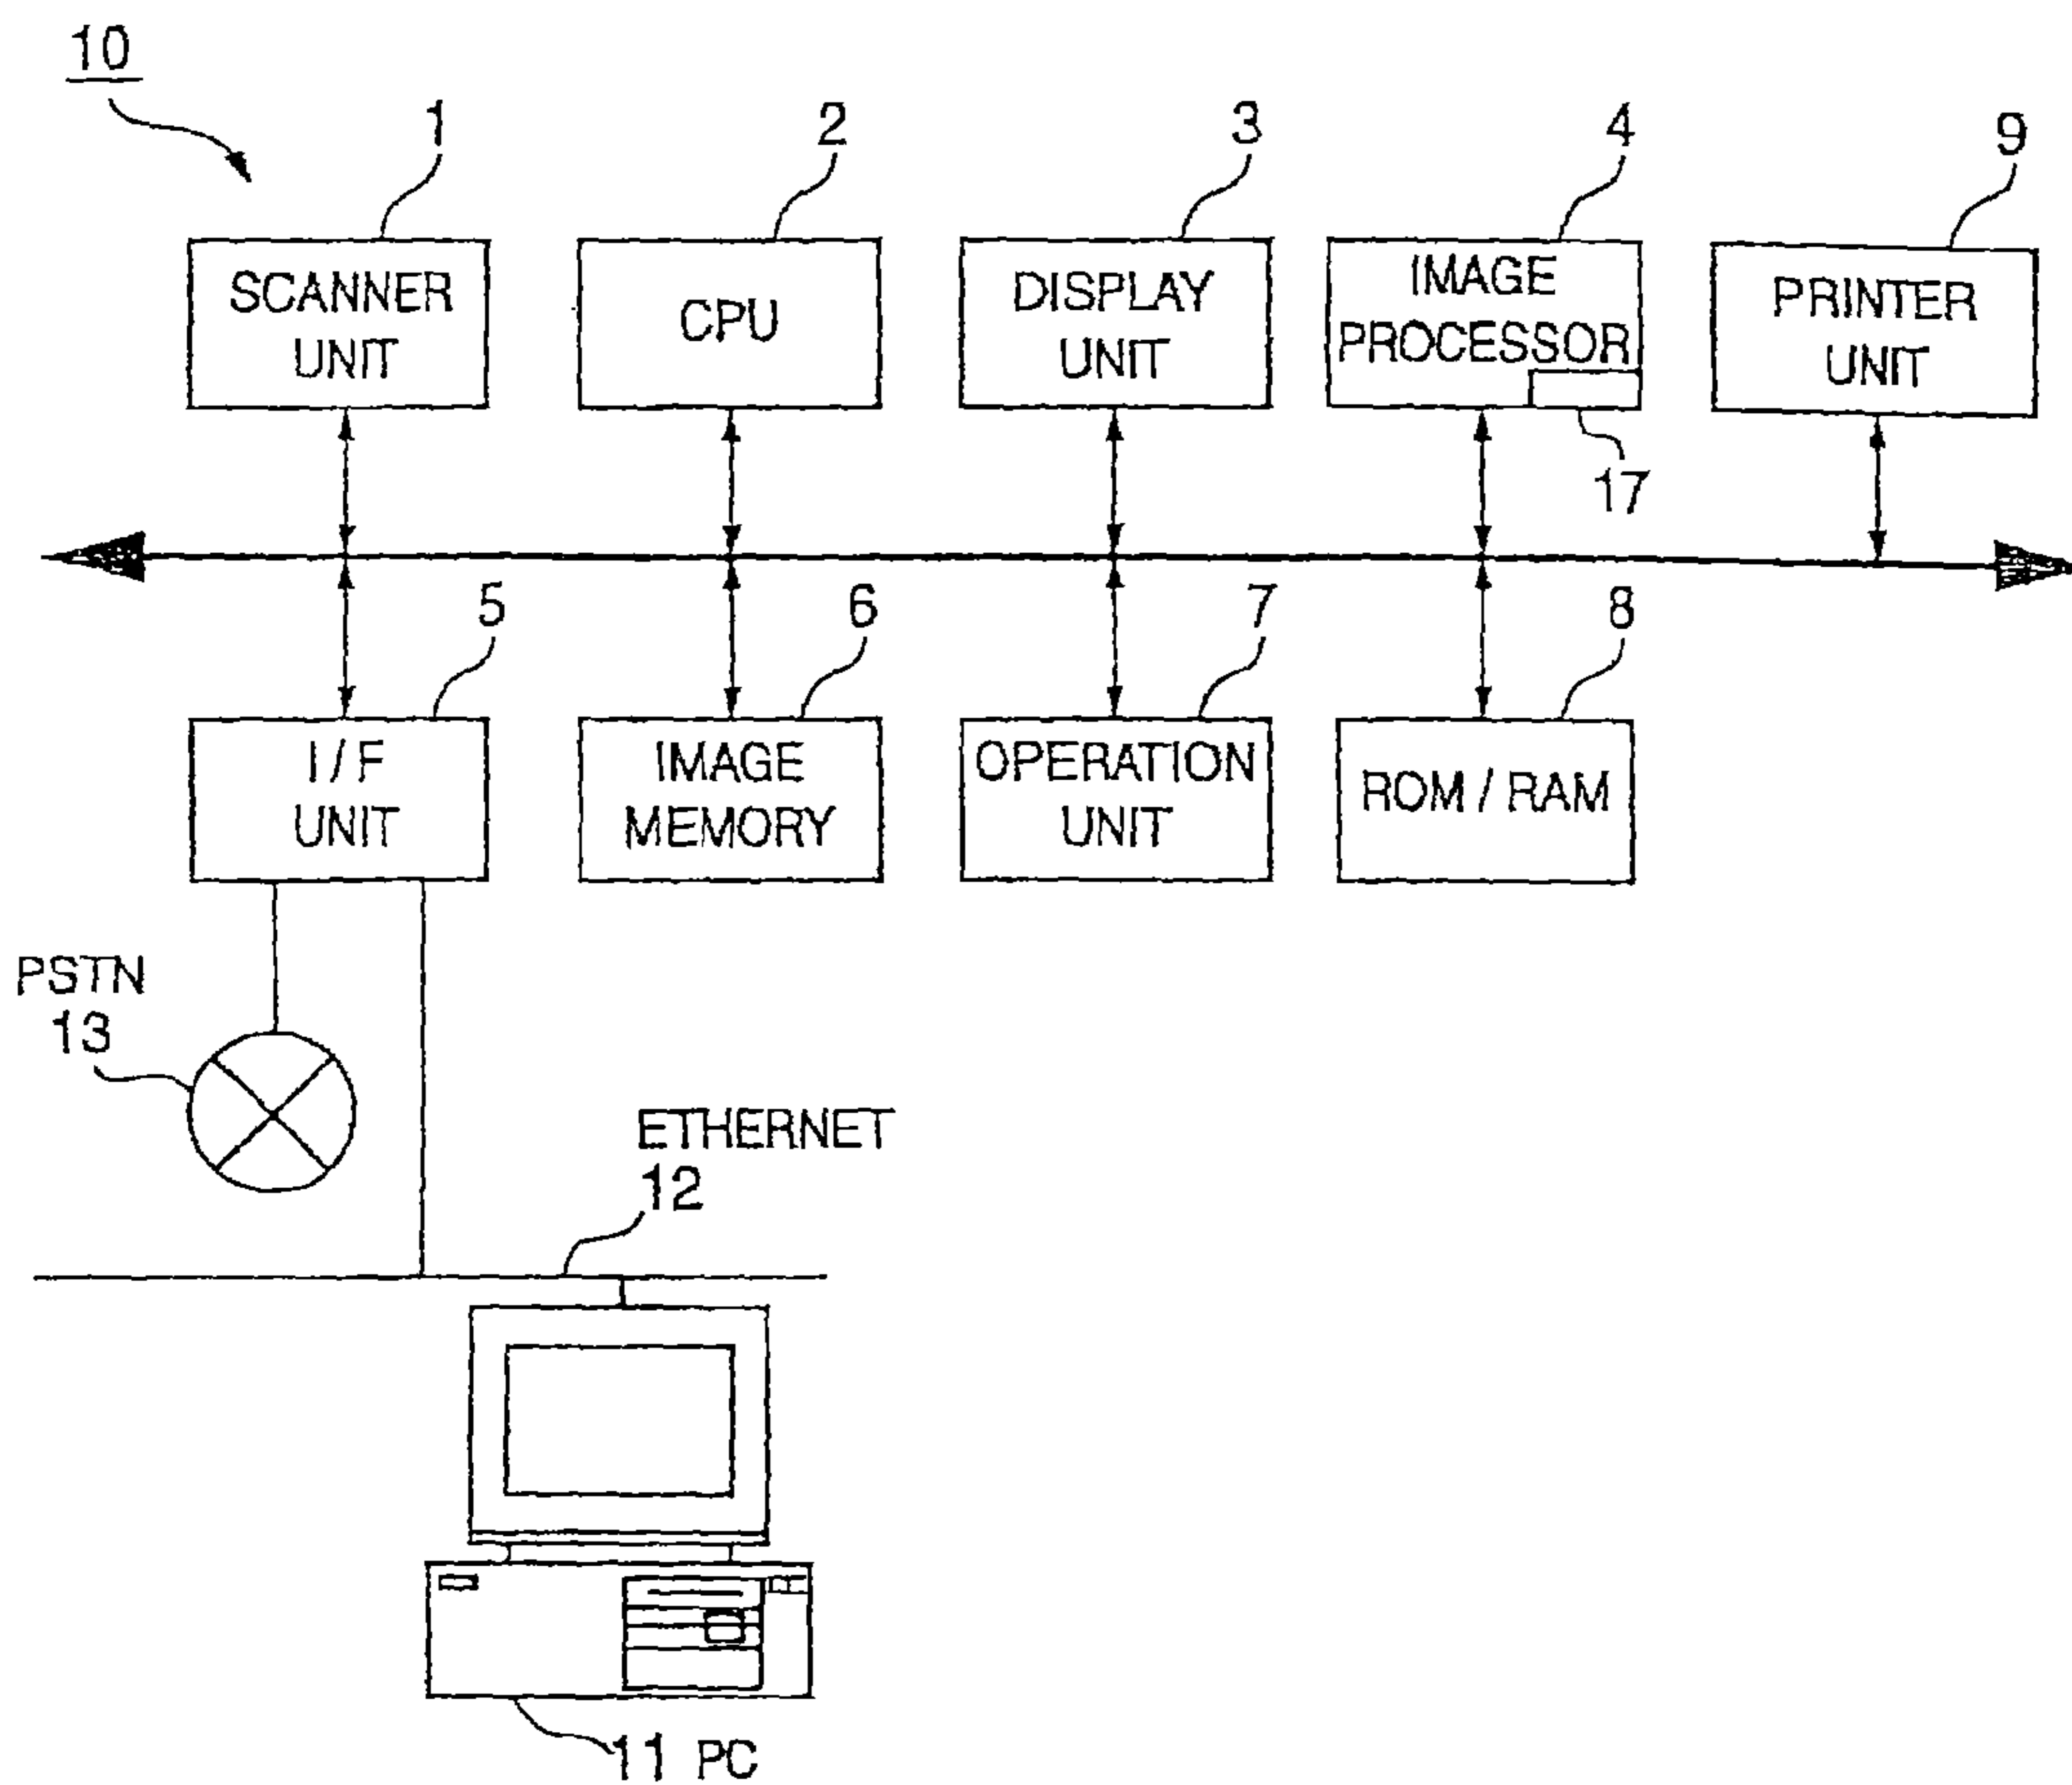 10
1
2
3
4
9
SCANNER
UNIT
CPU
DISPLAY
UNIT
IMAGE
PROCESSOR
PRINTER
UNIT
17
5
6
7
8
I / F
UNIT
IMAGE
MEMORY
OPERATION
UNIT
ROM / RAM
PSTN
13
ETHERNET
12
11 PC